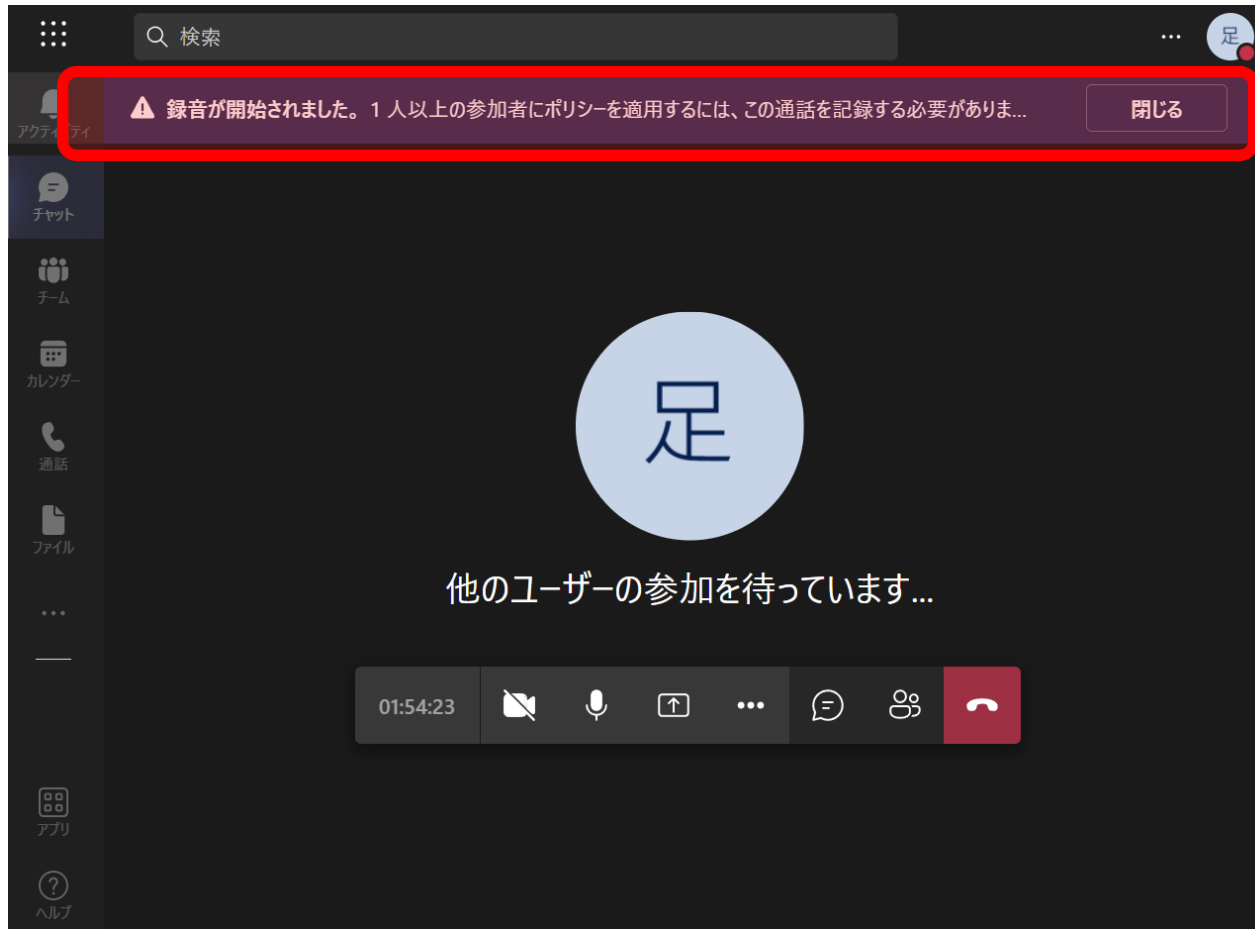 検索
足
録音が開始されました。1 人以上の参加者にポリシーを適用するには、この通話を記録する必要がありま...
閉じる
アクティビティ
チャット
チーム
カレンダー
通話
ファイル
足
他のユーザーの参加を待っています...
01:54:23
アプリ
ヘルプ